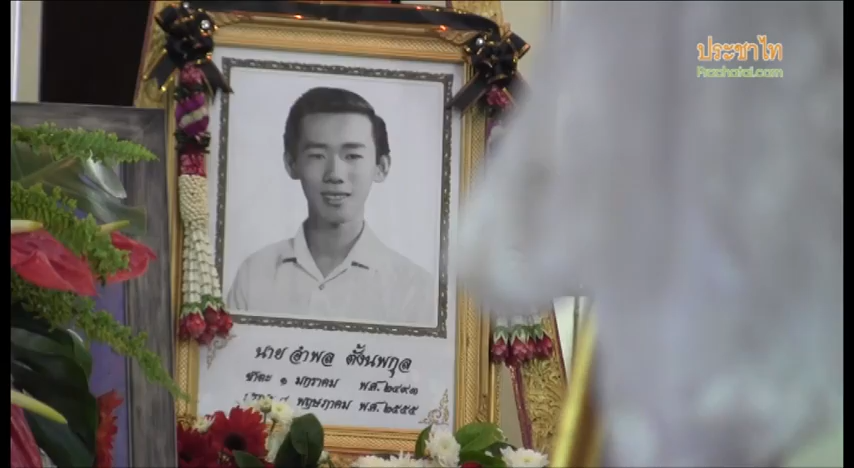 ประชาไท
Prachatai.com
นาย อำพล ตั้งนพกุล
ชาตะ ๑ มกราคม พ.ศ. ๒๔๙๑
๘ พฤษภาคม พ.ศ. ๒๕๕๕